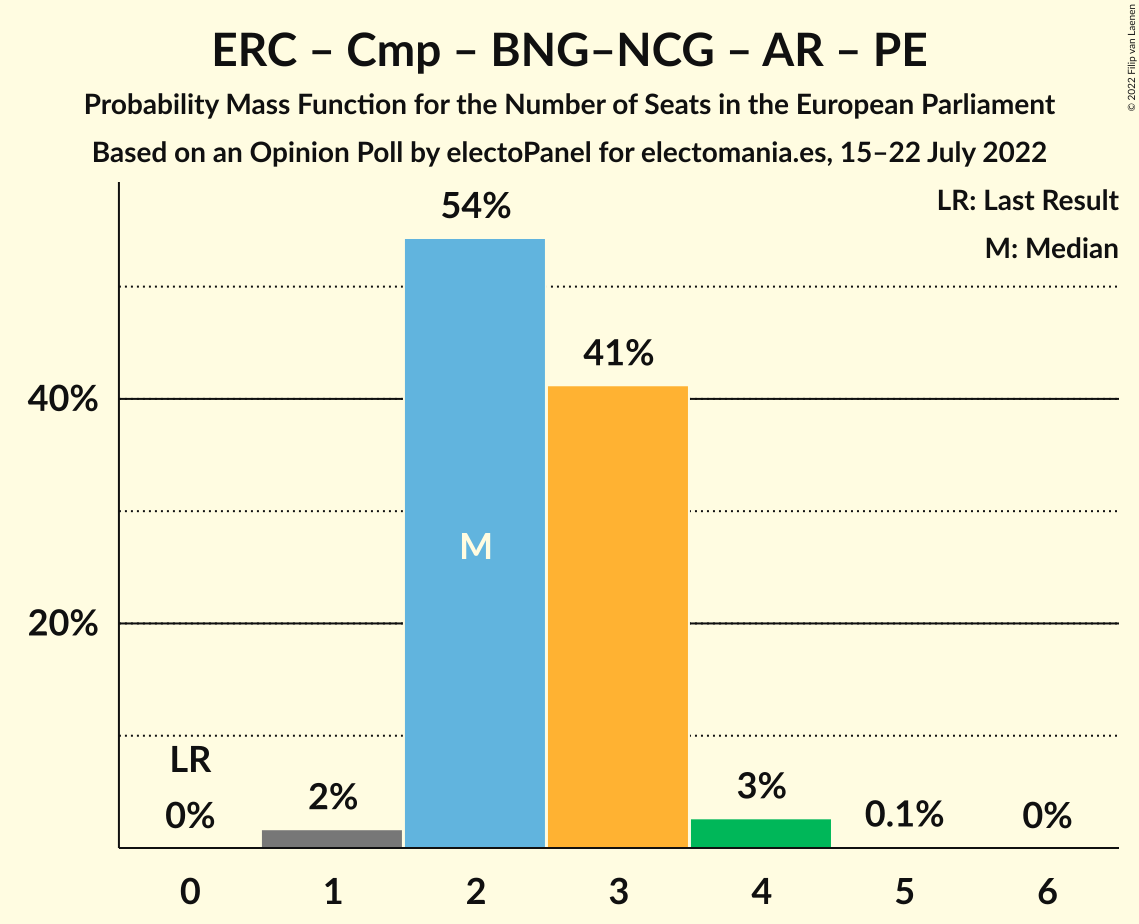 ERC – Cmp – BNG–NCG – AR – PE
Probability Mass Function for the Number of Seats in the European Parliament
Based on an Opinion Poll by electoPanel for electomania.es, 15–22 July 2022
© 2022 Filip van Laenen
LR: Last Result
M: Median
54%
41%
40%
M
20%
LR
0%
2%
3%
0.1%
0%
0 1 2 3 4 5 6